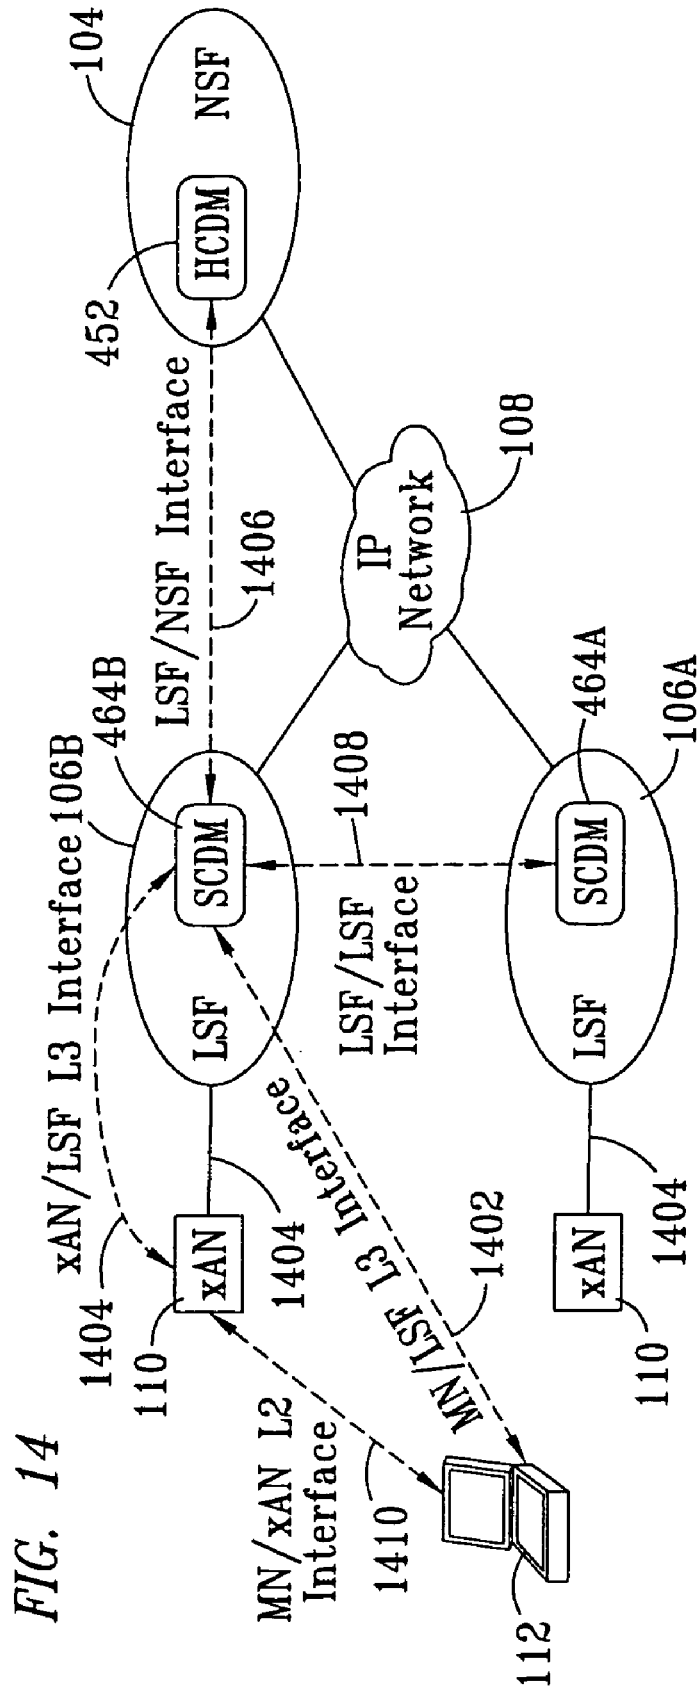 FIG. 14
104
NSF
HCDM
452
LSF/NSF Interface
1406
IP
Network
108
464B
106B
xAN/LSF L3 Interface
SCDM
LSF
1404
xAN
110
1404
1408
LSF/LSF
Interface
464A
106A
SCDM
LSF
MN/LSF L3 Interface
1402
1404
xAN
110
MN/xAN L2
Interface
1410
112